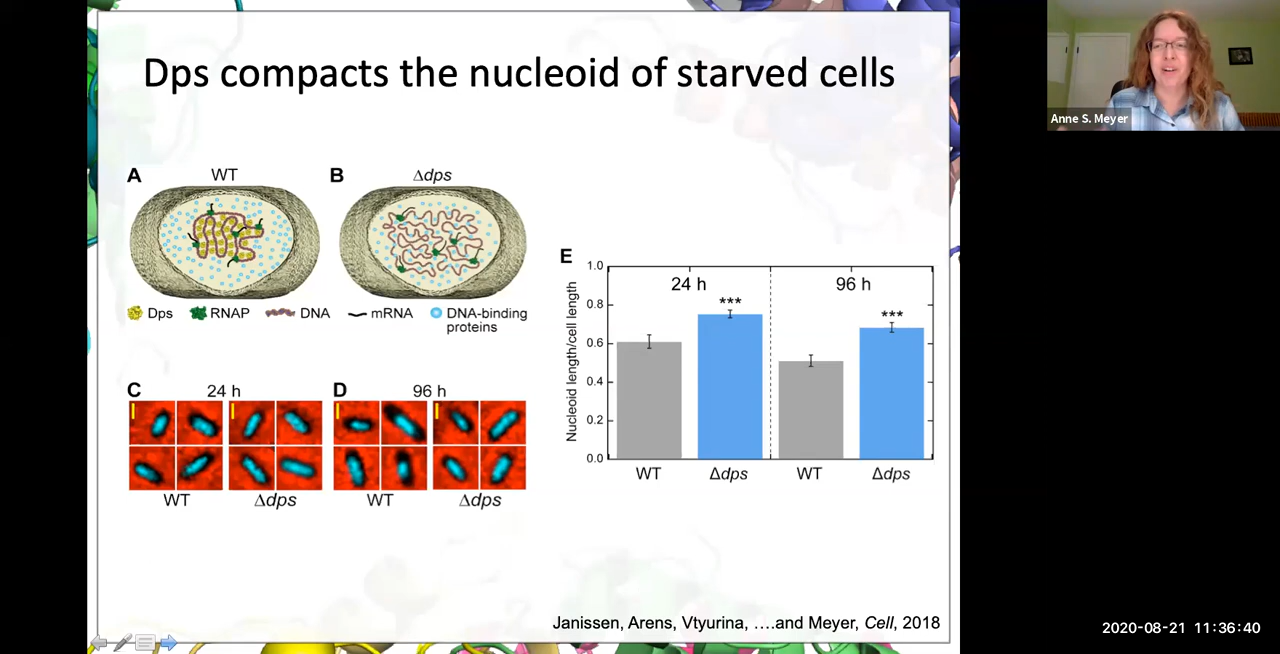 Dps compacts the nucleoid of starved cells
Anne S. Meyer
A WT B Δdps
Dps RNAP DNA mRNA DNA-binding
proteins
C 24 h D 96 h
WT Δdps WT Δdps
E
1.0
0.8
0.6
0.4
0.2
0.0
Nucleoid length/cell length
24 h 96 h
*** ***
WT Δdps WT Δdps
Janissen, Arens, Vtyurina, ....and Meyer, Cell, 2018
2020-08-21 11:36:40